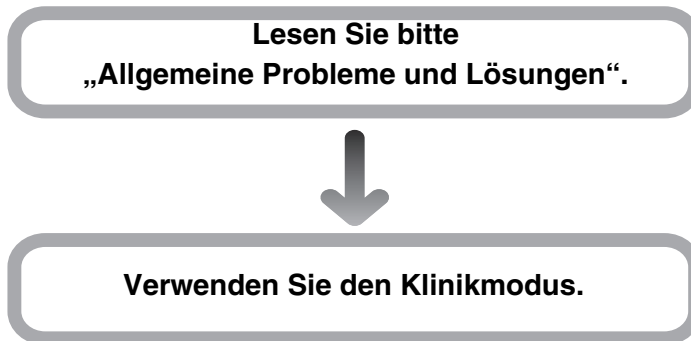 Lesen Sie bitte
„Allgemeine Probleme und Lösungen“.
Verwenden Sie den Klinikmodus.